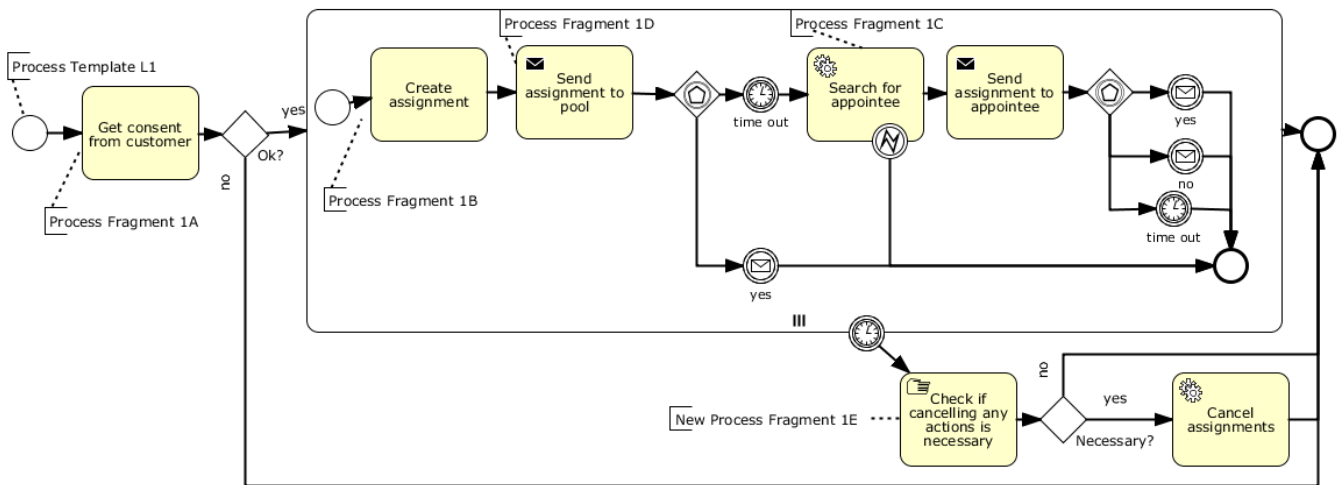 Process Template L1
Get consent
from customer
Process Fragment 1A
Ok?
yes
no
Process Fragment 1B
Create
assignment
Process Fragment 1D
Send
assignment to
pool
time out
yes
Process Fragment 1C
Search for
appointee
Send
assignment to
appointee
yes
no
time out
New Process Fragment 1E
Check if
cancelling any
actions is
necessary
no
yes
Necessary?
Cancel
assignments